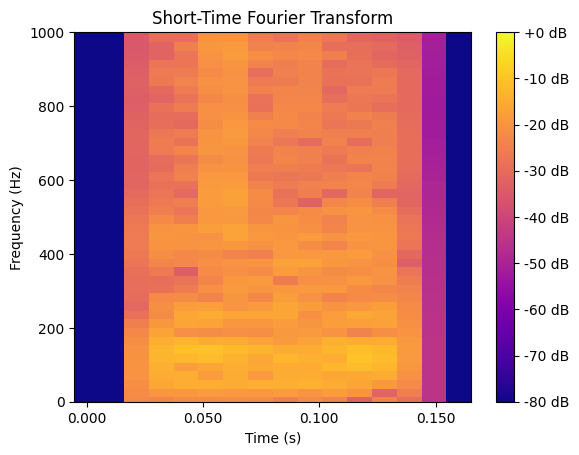 Short-Time Fourier Transform
1000
800
600
400
200
0
Frequency (Hz)
0.000
0.050
0.100
0.150
Time (s)
+0 dB
-10 dB
-20 dB
-30 dB
-40 dB
-50 dB
-60 dB
-70 dB
-80 dB